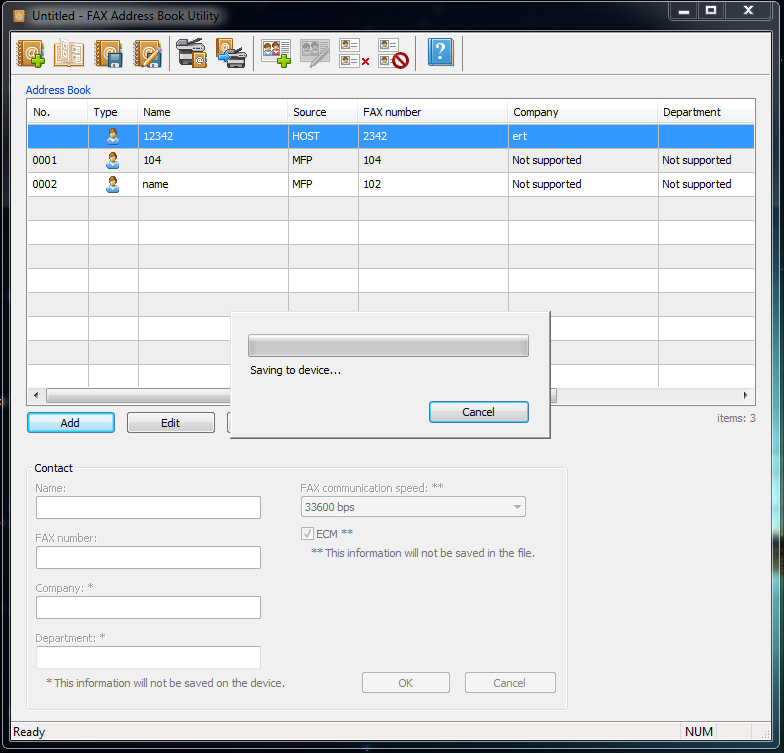 Untitled - FAX Address Book Utility
Address Book
No. Type Name Source FAX number Company Department
12342 HOST 2342 ert
0001 104 MFP 104 Not supported Not supported
0002 name MFP 102 Not supported Not supported
Saving to device...
Cancel
Add Edit items: 3
Contact
Name: FAX communication speed: **
33600 bps
ECM **
FAX number:
** This information will not be saved in the file.
Company: *
Department: *
* This information will not be saved on the device.
OK Cancel
Ready NUM